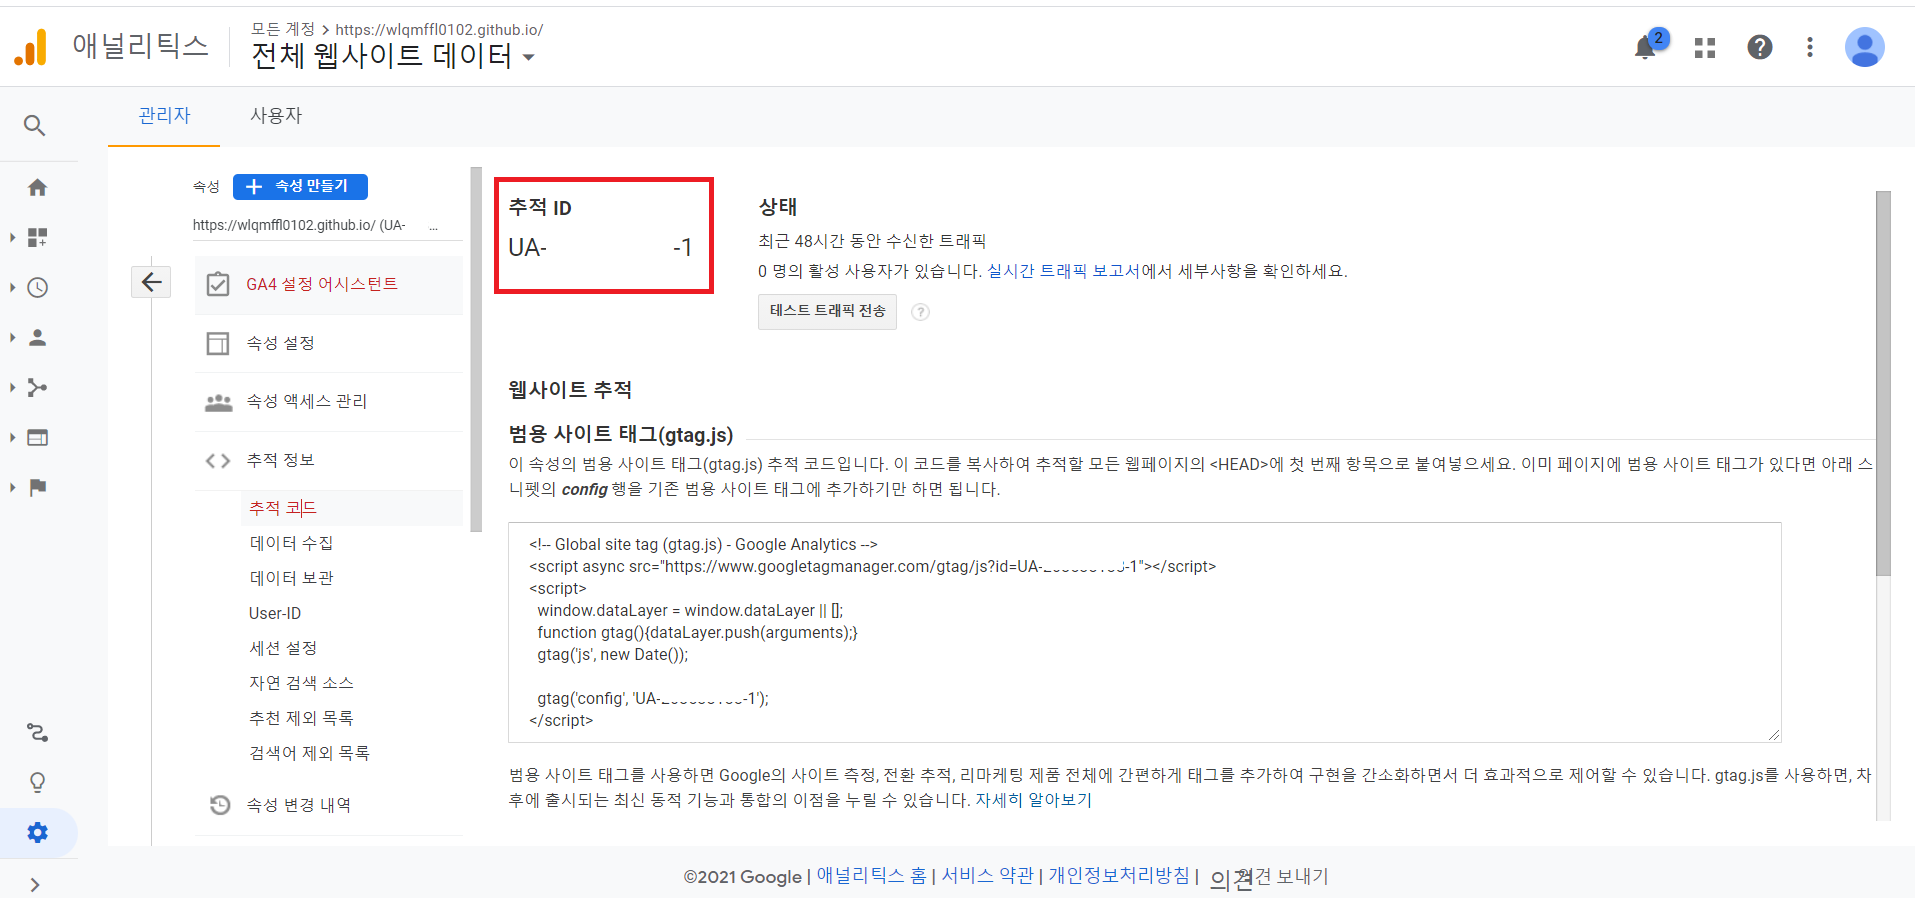 애널리틱스
모든 계정 > https://wlqmffl0102.github.io/
전체 웹사이트 데이터
2
관리자
사용자
속성
+ 속성 만들기
https://wlqmffl0102.github.io/ (UA- ...
GA4 설정 어시스턴트
속성 설정
속성 액세스 관리
추적 정보
추적 코드
데이터 수집
데이터 보관
User-ID
세션 설정
자연 검색 소스
추천 제외 목록
검색어 제외 목록
속성 변경 내역
추적 ID
UA- -1
상태
최근 48시간 동안 수신한 트래픽
0 명의 활성 사용자가 있습니다. 실시간 트래픽 보고서에서 세부사항을 확인하세요.
테스트 트래픽 전송
?
웹사이트 추적
범용 사이트 태그(gtag.js)
이 속성의 범용 사이트 태그(gtag.js) 추적 코드입니다. 이 코드를 복사하여 추적할 모든 웹페이지의 <HEAD>에 첫 번째 항목으로 붙여넣으세요. 이미 페이지에 범용 사이트 태그가 있다면 아래 스
니펫의 config 행을 기존 범용 사이트 태그에 추가하기만 하면 됩니다.
<!-- Global site tag (gtag.js) - Google Analytics -->
<script async src="https://www.googletagmanager.com/gtag/js?id=UA- -1"></script>
<script>
window.dataLayer = window.dataLayer || [];
function gtag(){dataLayer.push(arguments);}
gtag('js', new Date());
gtag('config', 'UA- -1');
</script>
범용 사이트 태그를 사용하면 Google의 사이트 측정, 전환 추적, 리마케팅 제품 전체에 간편하게 태그를 추가하여 구현을 간소화하면서 더 효과적으로 제어할 수 있습니다. gtag.js를 사용하면, 차
후에 출시되는 최신 동적 기능과 통합의 이점을 누릴 수 있습니다. 자세히 알아보기
©2021 Google | 애널리틱스 홈 | 서비스 약관 | 개인정보처리방침 | 의견 보내기